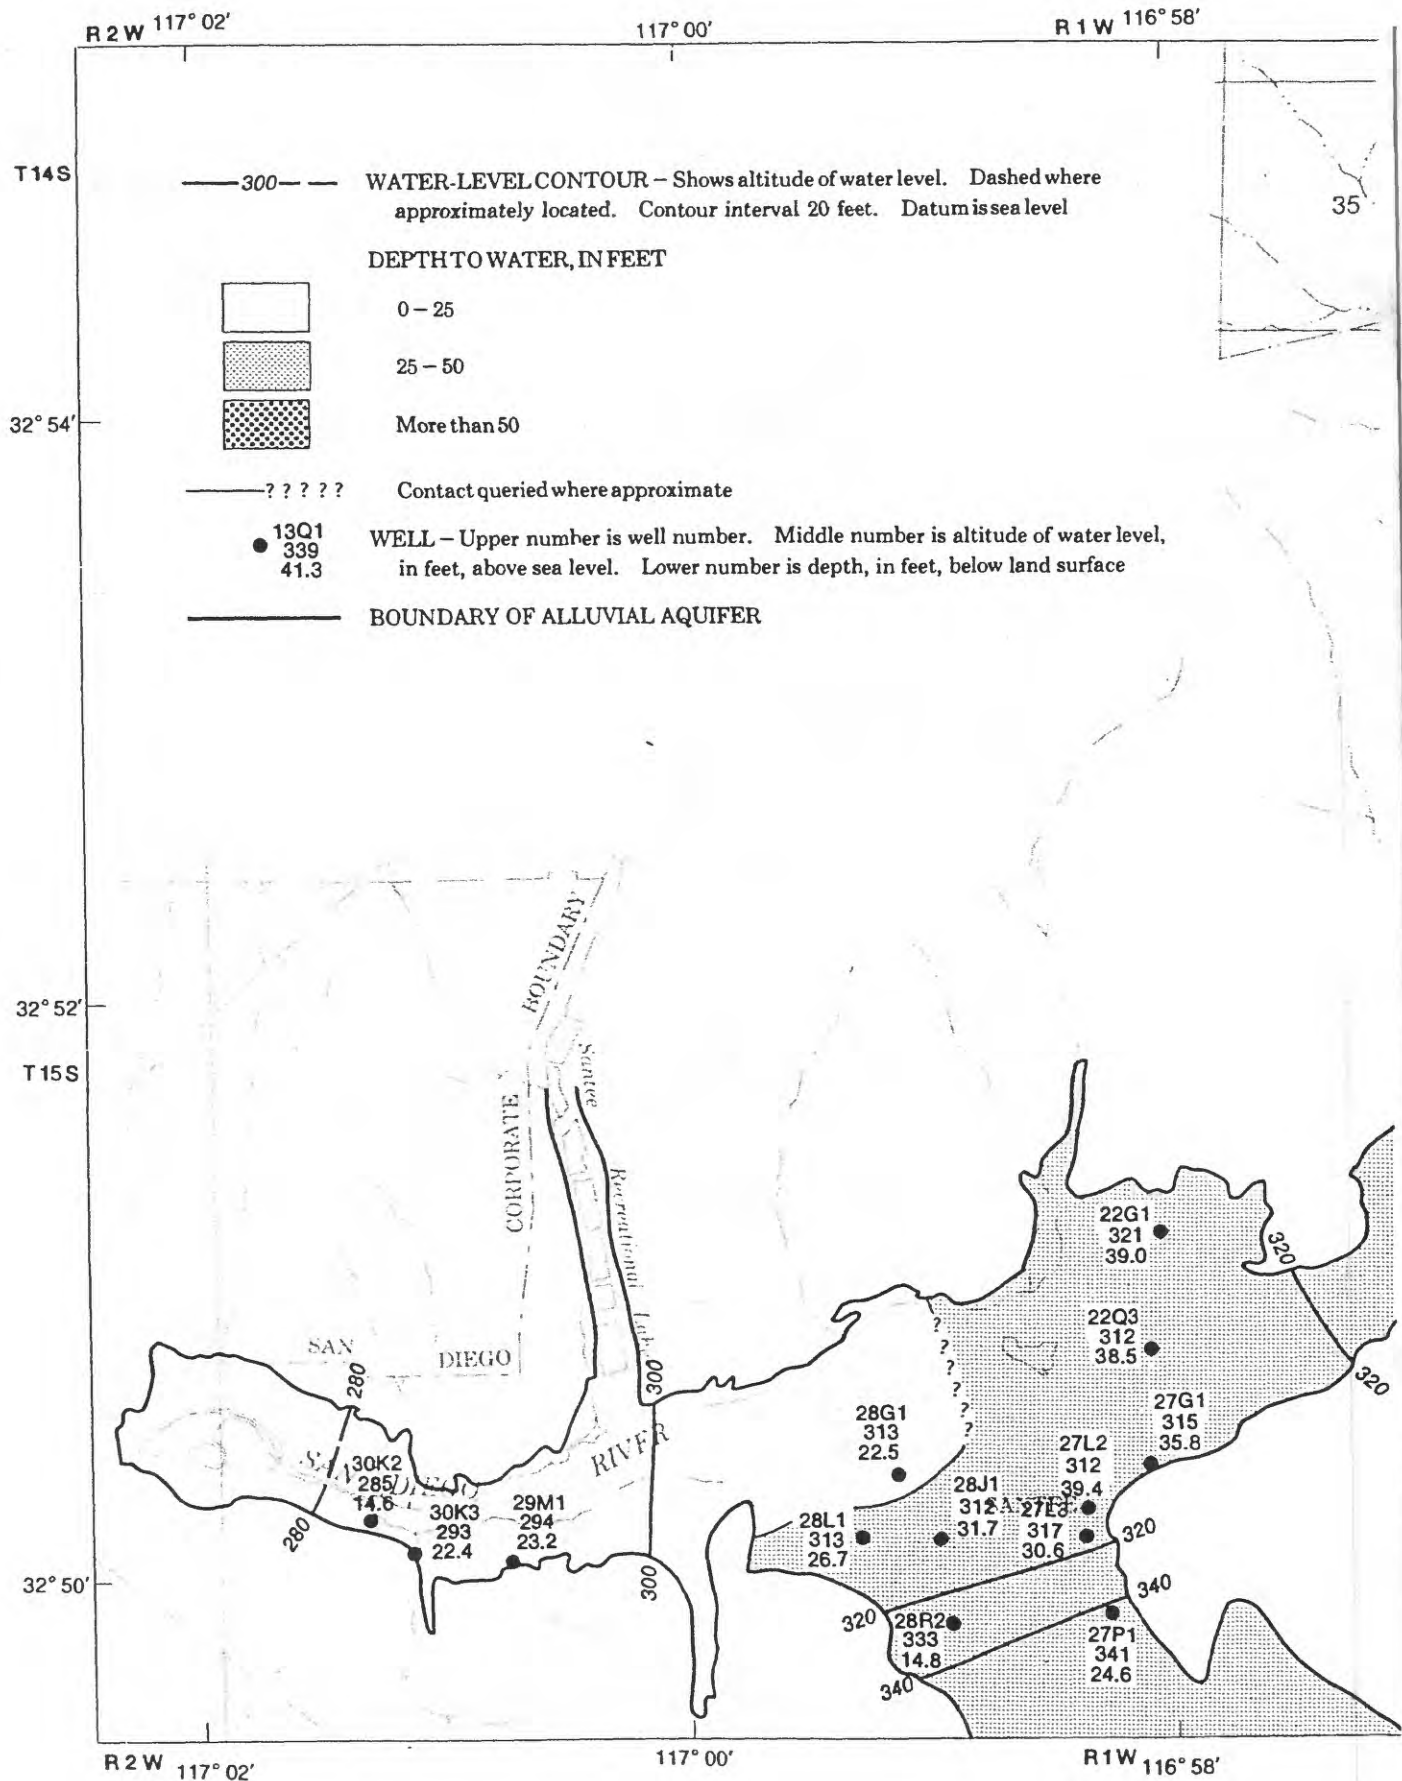 R 2 W 117° 02′ 117° 00′ R 1 W 116° 58′
T 14 S
300 WATER-LEVEL CONTOUR – Shows altitude of water level. Dashed where
approximately located. Contour interval 20 feet. Datum is sea level
35
DEPTH TO WATER, IN FEET
0 – 25
25 – 50
32° 54′
More than 50
? ? ? ? ? Contact queried where approximate
13Q1
339
41.3
WELL – Upper number is well number. Middle number is altitude of water level,
in feet, above sea level. Lower number is depth, in feet, below land surface
BOUNDARY OF ALLUVIAL AQUIFER
BOUNDARY
32° 52′
T 15 S
CORPORATE
Santee
Recreational
22G1
321
39.0
320
SAN DIEGO
22Q3
312
38.5
? ? ? ? ? ?
280
300
320
27G1
315
35.8
28G1
313
22.5
27L2
312
39.4
SAN DIEGO RIVER
30K2
285
14.6
28J1
312
31.7
30K3
293
22.4
29M1
294
23.2
28L1
313
26.7
317
30.6
280
300
320
32° 50′
340
320
28R2
333
14.8
27P1
341
24.6
340
R 2 W 117° 02′ 117° 00′ R 1 W 116° 58′